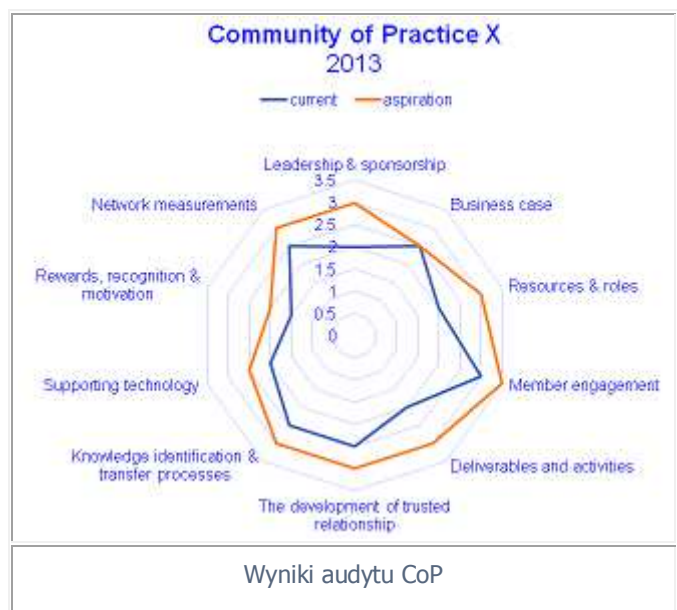 Community of Practice X
2013
current aspiration
Leadership & sponsorship
3.5
3
2.5
2
1.5
1
0.5
0
Network measurements
Business case
Rewards, recognition &
motivation
Resources & roles
Supporting technology
Member engagement
Knowledge identification &
transfer processes
Deliverables and activities
The development of trusted
relationship
Wyniki audytu CoP